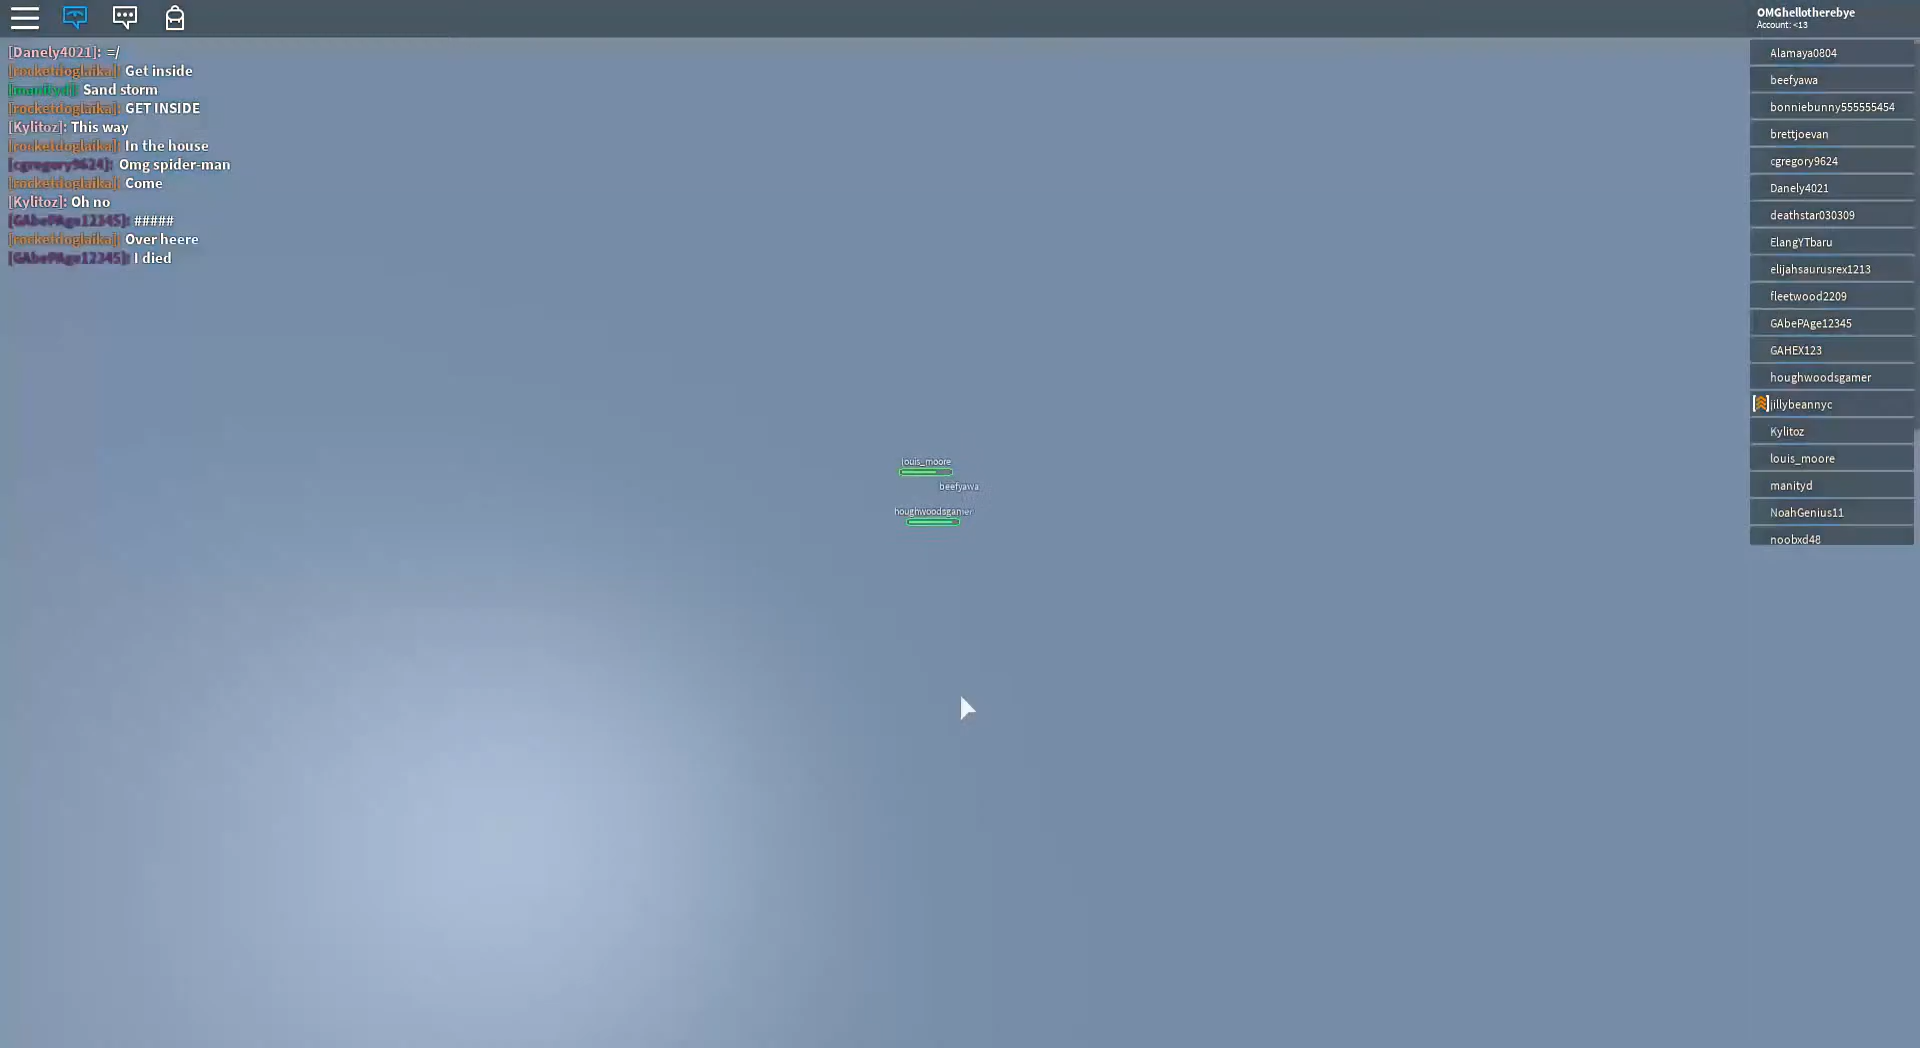 OMGhellotherebye
Account: <13
[Danely4021]: =/
[rocketdoglaika]: Get inside
[manityd]: Sand storm
[rocketdoglaika]: GET INSIDE
[Kylitoz]: This way
[rocketdoglaika]: In the house
[cgregory9624]: Omg spider-man
[rocketdoglaika]: Come
[Kylitoz]: Oh no
[GAbePAge12345]: #####
[rocketdoglaika]: Over heere
[GAbePAge12345]: I died
louis_moore
beefyawa
houghwoodsgamer
Alamaya0804
beefyawa
bonniebunny555555454
brettjoevan
cgregory9624
Danely4021
deathstar030309
ElangYTbaru
elijahsaurusrex1213
fleetwood2209
GAbePAge12345
GAHEX123
houghwoodsgamer
jillybeannyc
Kylitoz
louis_moore
manityd
NoahGenius11
noobxd48